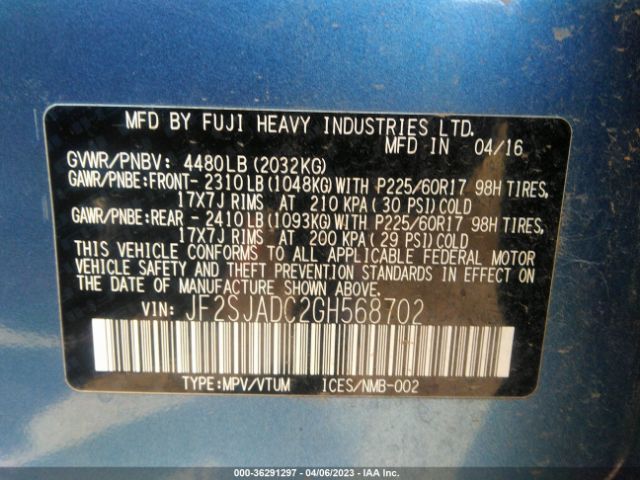 MFD BY FUJI HEAVY INDUSTRIES LTD.
MFD IN 04/16
GVWR/PNBV: 4480LB(2032KG)
GAWR/PNBE:FRONT- 2310LB(1048KG)WITH P225/60R17 98H TIRES,
17X7J RIMS AT 210 KPA(30 PSI)COLD
GAWR/PNBE:REAR - 2410LB(1093KG)WITH P225/60R17 98H TIRES,
17X7J RIMS AT 200 KPA(29 PSI)COLD
THIS VEHICLE CONFORMS TO ALL APPLICABLE FEDERAL MOTOR
VEHICLE SAFETY AND THEFT PREVENTION STANDARDS IN EFFECT ON
THE DATE OF MANUFACTURE SHOWN ABOVE.
VIN: JF2SJADC2GH568702
TYPE:MPV/VTUM ICES/NMB-002
000-36291297 - 04/06/2023 - IAA Inc.